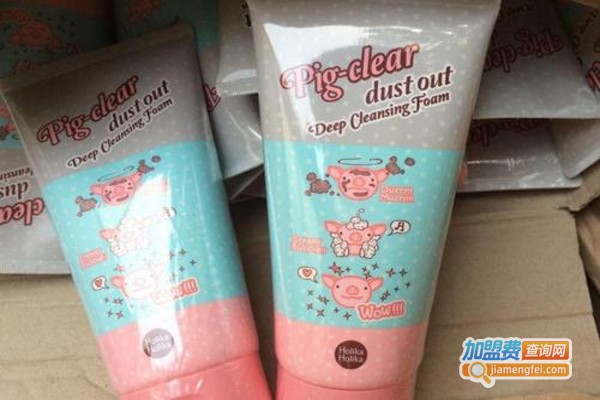 Pig-clear
dust out
Deep Cleansing Foam
Wow!!!
Holika
Holika
Pig-clear
dust out
Deep Cleansing Foam
Wow!!!
Holika
Holika
加盟费查询网
jiamengfei.com